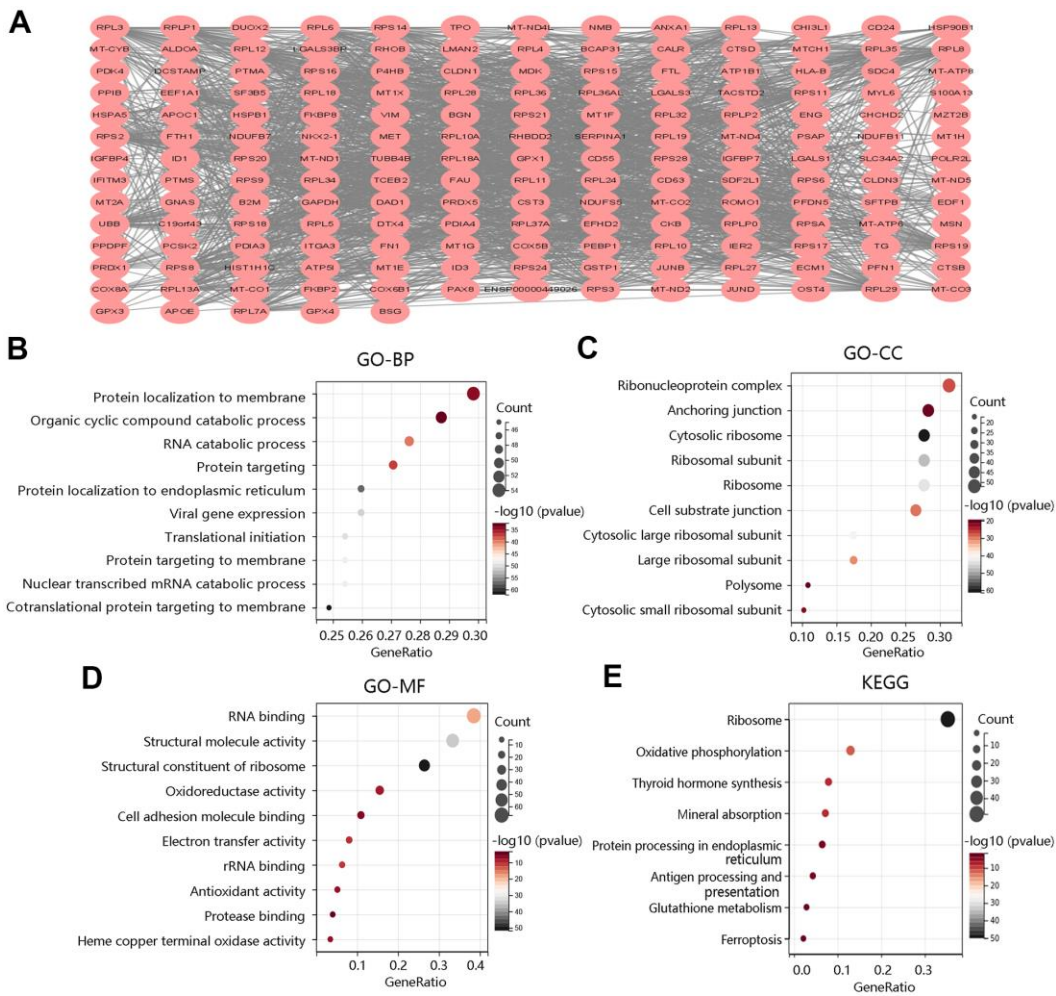 A
RPL3 RPLP1 DUOX2 RPL6 RPS14 TPO MT-ND4L NMB ANXA1 RPL13 CHI3L1 CD24 HSP90B1
MT-CYB ALDOA RPL12 LGALS3BP RHOB LMAN2 RPL4 BCAP31 CALR CTSD MTCH1 RPL35 RPL8
PDK4 DCSTAMP PTMA RPS16 P4HB CLDN1 MDK RPS15 FTL ATP1B1 HLA-B SDC4 MT-ATP8
PPIB EEF1A1 SF3B5 RPL18 MT1X RPL28 RPL36 RPL36AL LGALS3 TACSTD2 RPS11 MYL6 S100A13
HSPA5 APOC1 HSPB1 FKBP8 VIM BGN RPS21 MT1F RPL32 RPLP2 ENG CHCHD2 MZT2B
RPS2 FTH1 NDUFB7 NKX2-1 MET RPL10A RHBDD2 SERPINA1 RPL19 MT-ND4 PSAP NDUFB11 MT1H
IGFBP4 ID1 RPS20 MT-ND1 TUBB4B RPL18A GPX1 CD55 RPS28 IGFBP7 LGALS1 SLC34A2 POLR2L
IFITM3 PTMS RPS9 RPL34 TCEB2 FAU RPL11 RPL24 CD63 SDF2L1 RPS6 CLDN3 MT-ND5
MT2A GNAS B2M GAPDH DAD1 PRDX5 CST3 NDUFS5 MT-CO2 ROMO1 PFDN5 SFTPB EDF1
UBB C19orf43 RPS18 RPL5 DTX4 PDIA4 RPL37A EFHD2 CKB RPLP0 RPSA MT-ATP6 MSN
PPDPF PCSK2 PDIA3 ITGA3 FN1 MT1G COX5B PEBP1 RPL10 IER2 RPS17 TG RPS19
PRDX1 RPS8 HIST1H1C ATP5I MT1E ID3 RPS24 GSTP1 JUNB RPL27 ECM1 PFN1 CTSB
COX8A RPL13A MT-CO1 FKBP2 COX6B1 PAX8 ENSP00000449026 RPS3 MT-ND2 JUND OST4 RPL29 MT-CO3
GPX3 APOE RPL7A GPX4 BSG
B
GO-BP
Protein localization to membrane
Organic cyclic compound catabolic process
RNA catabolic process
Protein targeting
Protein localization to endoplasmic reticulum
Viral gene expression
Translational initiation
Protein targeting to membrane
Nuclear transcribed mRNA catabolic process
Cotranslational protein targeting to membrane
0.25 0.26 0.27 0.28 0.29 0.30
GeneRatio
Count
46
48
50
52
54
-log10 (pvalue)
35
40
45
50
55
60
C
GO-CC
Ribonucleoprotein complex
Anchoring junction
Cytosolic ribosome
Ribosomal subunit
Ribosome
Cell substrate junction
Cytosolic large ribosomal subunit
Large ribosomal subunit
Polysome
Cytosolic small ribosomal subunit
0.10 0.15 0.20 0.25 0.30
GeneRatio
Count
20
25
30
35
40
45
50
-log10 (pvalue)
20
30
40
50
60
D
GO-MF
RNA binding
Structural molecule activity
Structural constituent of ribosome
Oxidoreductase activity
Cell adhesion molecule binding
Electron transfer activity
rRNA binding
Antioxidant activity
Protease binding
Heme copper terminal oxidase activity
0.1 0.2 0.3 0.4
GeneRatio
Count
10
20
30
40
50
60
-log10 (pvalue)
10
20
30
40
50
E
KEGG
Ribosome
Oxidative phosphorylation
Thyroid hormone synthesis
Mineral absorption
Protein processing in endoplasmic
reticulum
Antigen processing and
presentation
Glutathione metabolism
Ferroptosis
0.0 0.1 0.2 0.3
GeneRatio
Count
10
20
30
40
50
-log10 (pvalue)
10
20
30
40
50